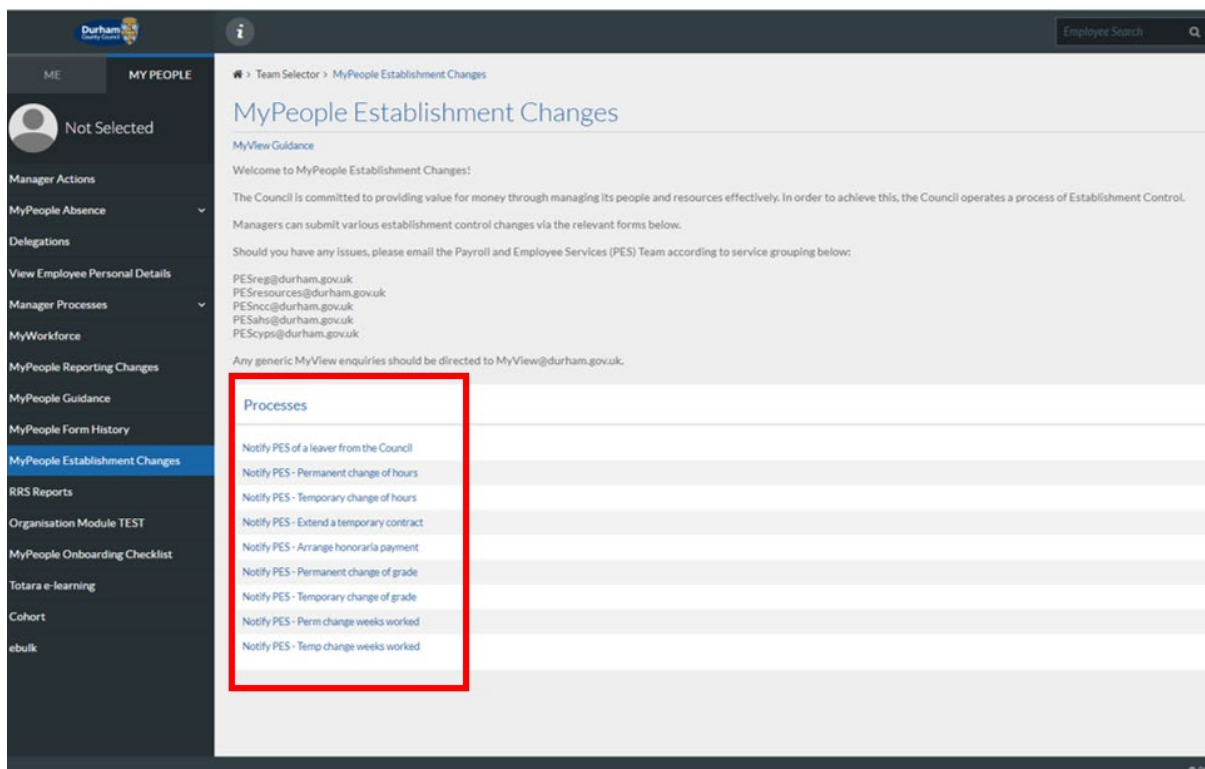 Durham
County Council
i
Employee Search
ME
MY PEOPLE
Not Selected
Manager Actions
MyPeople Absence
Delegations
View Employee Personal Details
Manager Processes
MyWorkforce
MyPeople Reporting Changes
MyPeople Guidance
MyPeople Form History
MyPeople Establishment Changes
RRS Reports
Organisation Module TEST
MyPeople Onboarding Checklist
Totara e-learning
Cohort
ebulk
> Team Selector > MyPeople Establishment Changes
MyPeople Establishment Changes
MyView Guidance
Welcome to MyPeople Establishment Changes!
The Council is committed to providing value for money through managing its people and resources effectively. In order to achieve this, the Council operates a process of Establishment Control.
Managers can submit various establishment control changes via the relevant forms below.
Should you have any issues, please email the Payroll and Employee Services (PES) Team according to service grouping below:
PESreg@durham.gov.uk
PESresources@durham.gov.uk
PESncc@durham.gov.uk
PESahs@durham.gov.uk
PEScyps@durham.gov.uk
Any generic MyView enquiries should be directed to MyView@durham.gov.uk.
Processes
Notify PES of a leaver from the Council
Notify PES - Permanent change of hours
Notify PES - Temporary change of hours
Notify PES - Extend a temporary contract
Notify PES - Arrange honoraria payment
Notify PES - Permanent change of grade
Notify PES - Temporary change of grade
Notify PES - Perm change weeks worked
Notify PES - Temp change weeks worked